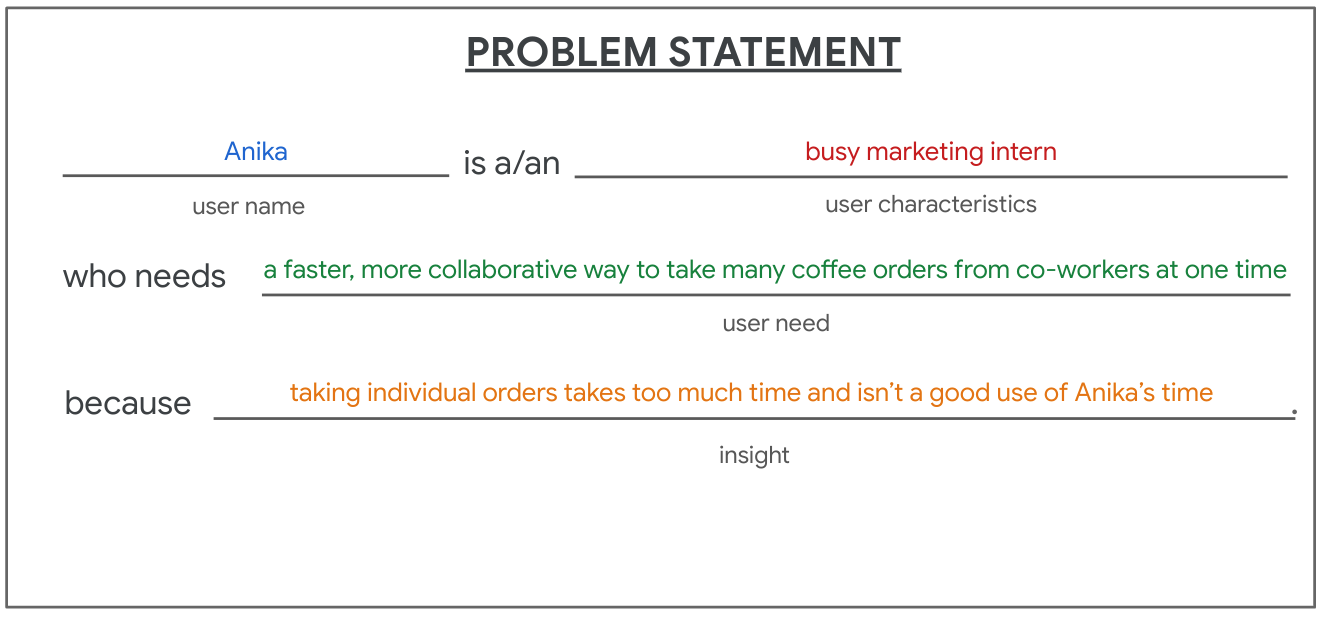 PROBLEM STATEMENT
Anika is a/an busy marketing intern
user name user characteristics
who needs a faster, more collaborative way to take many coffee orders from co-workers at one time
user need
because taking individual orders takes too much time and isn’t a good use of Anika’s time.
insight